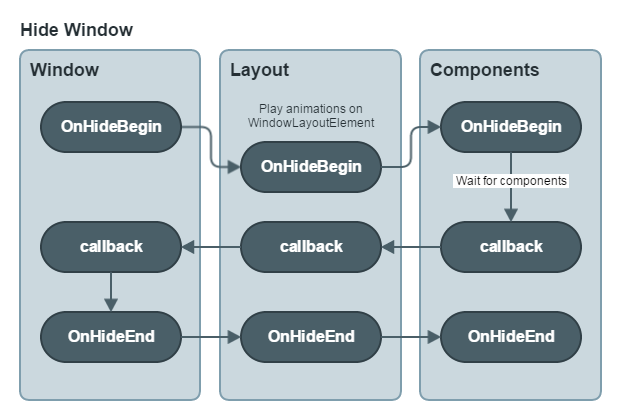 Hide Window
Window
Layout
Components
Play animations on
WindowLayoutElement
OnHideBegin
OnHideBegin
OnHideBegin
Wait for components
callback
callback
callback
OnHideEnd
OnHideEnd
OnHideEnd